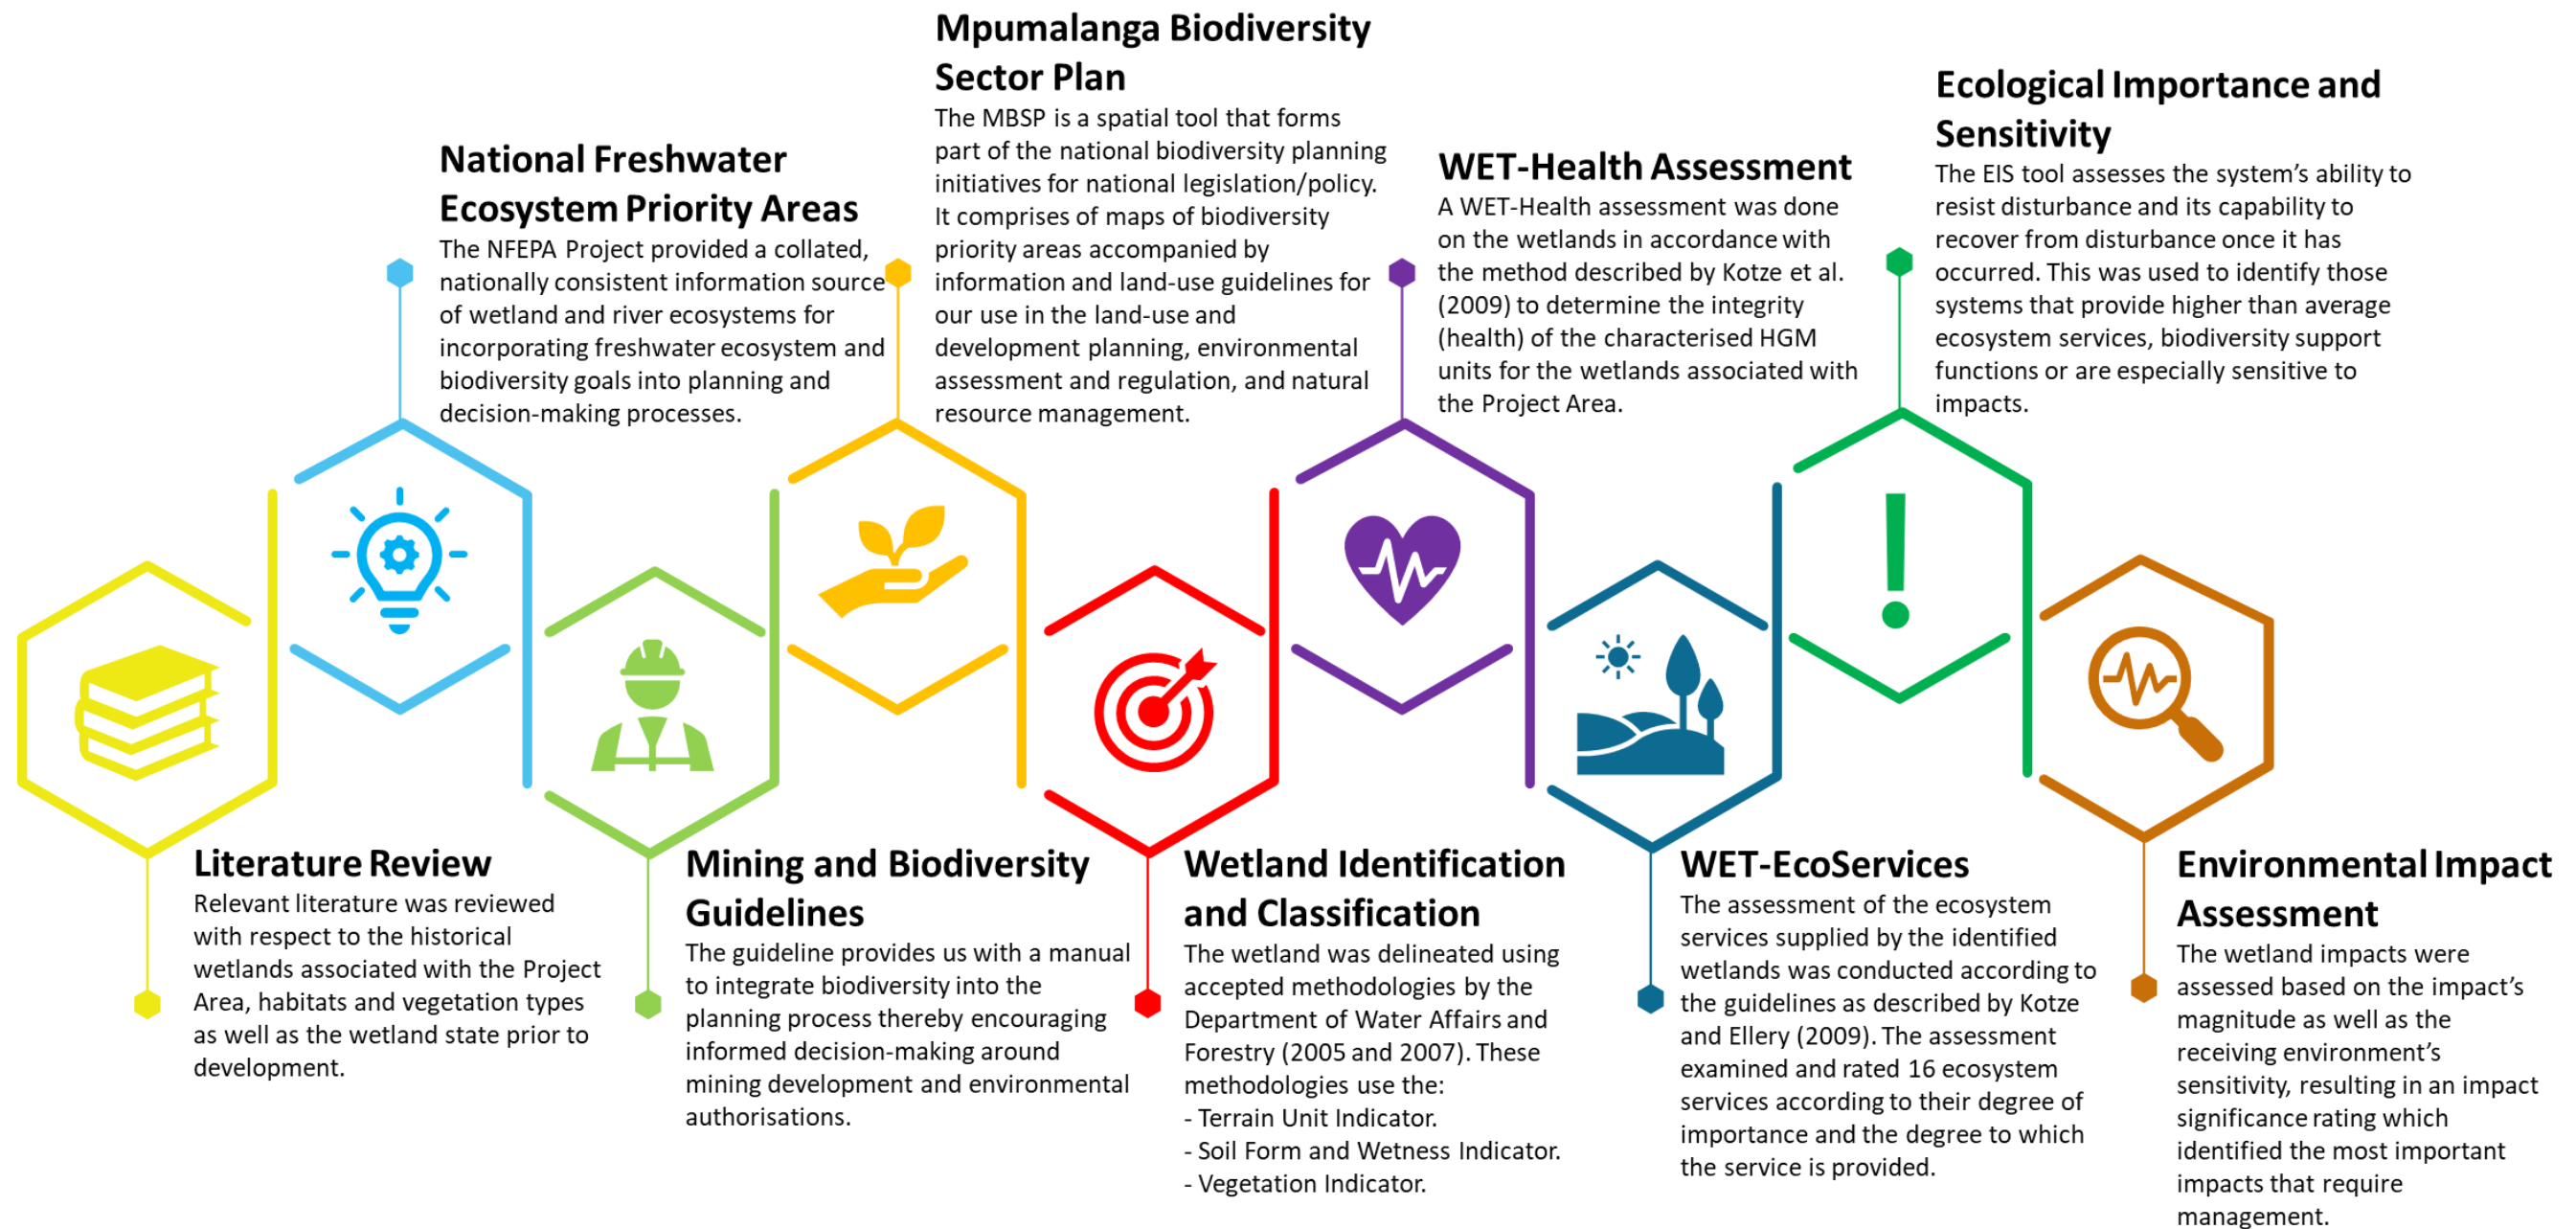 Literature Review
Relevant literature was reviewed
with respect to the historical
wetlands associated with the Project
Area, habitats and vegetation types
as well as the wetland state prior to
development.
National Freshwater
Ecosystem Priority Areas
The NFEPA Project provided a collated,
nationally consistent information source
of wetland and river ecosystems for
incorporating freshwater ecosystem and
biodiversity goals into planning and
decision-making processes.
Mining and Biodiversity
Guidelines
The guideline provides us with a manual
to integrate biodiversity into the
planning process thereby encouraging
informed decision-making around
mining development and environmental
authorisations.
Mpumalanga Biodiversity
Sector Plan
The MBSP is a spatial tool that forms
part of the national biodiversity planning
initiatives for national legislation/policy.
It comprises of maps of biodiversity
priority areas accompanied by
information and land-use guidelines for
our use in the land-use and
development planning, environmental
assessment and regulation, and natural
resource management.
Wetland Identification
and Classification
The wetland was delineated using
accepted methodologies by the
Department of Water Affairs and
Forestry (2005 and 2007). These
methodologies use the:
- Terrain Unit Indicator.
- Soil Form and Wetness Indicator.
- Vegetation Indicator.
WET-Health Assessment
A WET-Health assessment was done
on the wetlands in accordance with
the method described by Kotze et al.
(2009) to determine the integrity
(health) of the characterised HGM
units for the wetlands associated with
the Project Area.
WET-EcoServices
The assessment of the ecosystem
services supplied by the identified
wetlands was conducted according to
the guidelines as described by Kotze
and Ellery (2009). The assessment
examined and rated 16 ecosystem
services according to their degree of
importance and the degree to which
the service is provided.
Ecological Importance and
Sensitivity
The EIS tool assesses the system’s ability to
resist disturbance and its capability to
recover from disturbance once it has
occurred. This was used to identify those
systems that provide higher than average
ecosystem services, biodiversity support
functions or are especially sensitive to
impacts.
Environmental Impact
Assessment
The wetland impacts were
assessed based on the impact’s
magnitude as well as the
receiving environment’s
sensitivity, resulting in an impact
significance rating which
identified the most important
impacts that require
management.